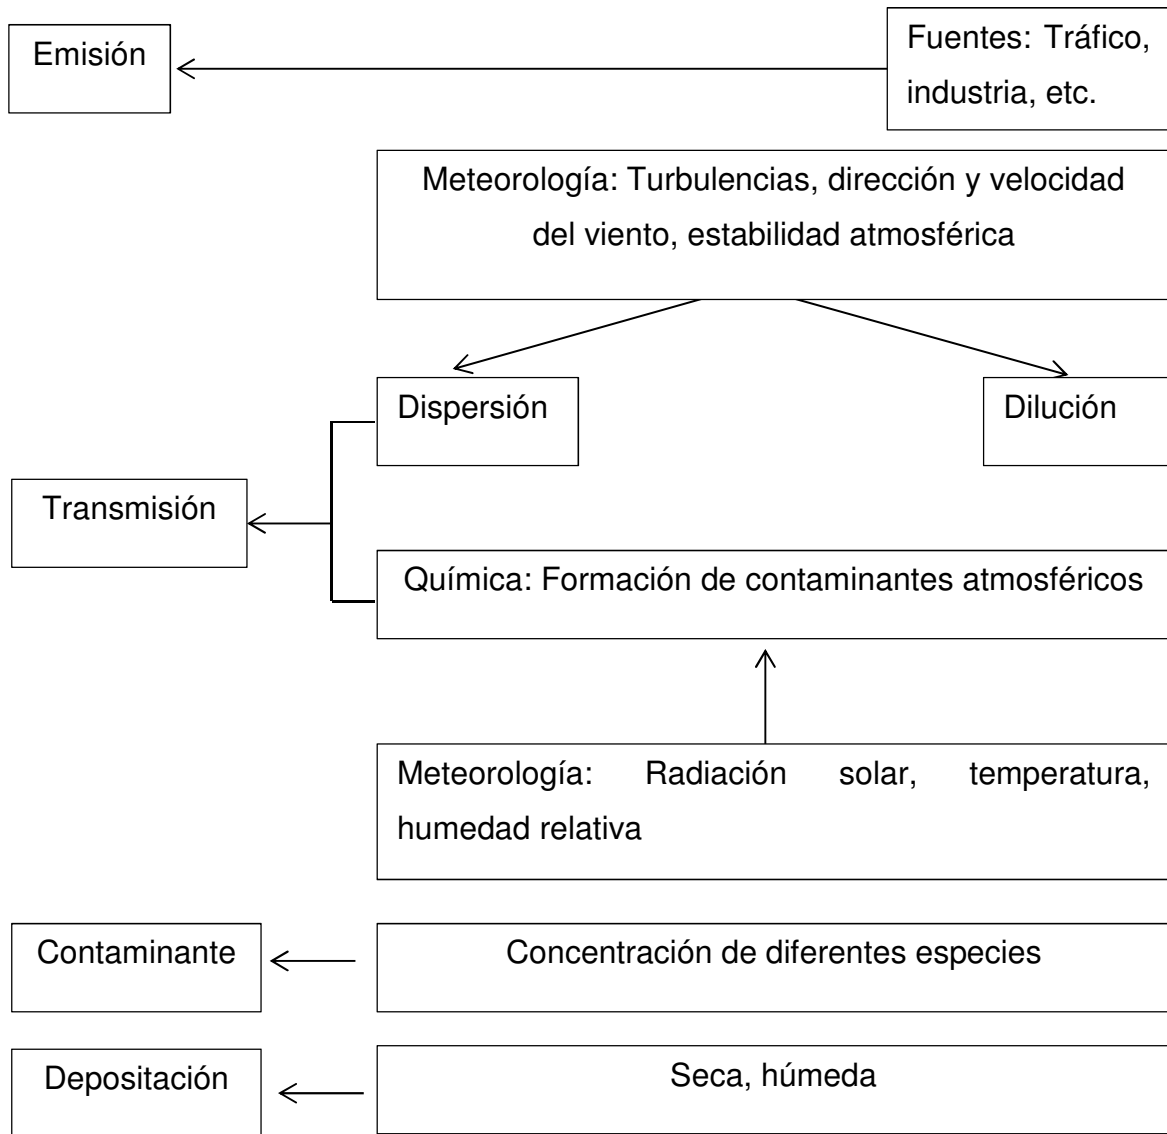 Emisión
Fuentes: Tráfico,
industria, etc.
Meteorología: Turbulencias, dirección y velocidad
del viento, estabilidad atmosférica
Dispersión
Dilución
Transmisión
Química: Formación de contaminantes atmosféricos
Meteorología: Radiación solar, temperatura,
humedad relativa
Contaminante
Concentración de diferentes especies
Depositación
Seca, húmeda